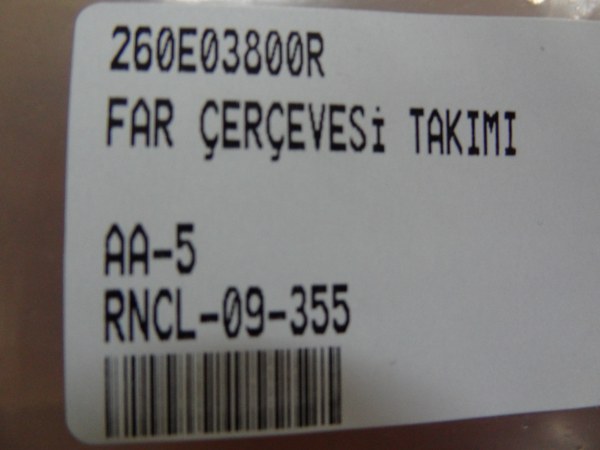 260E03800R
FAR ÇERÇEVESİ TAKIMI
AA-5
RNCL-09-355